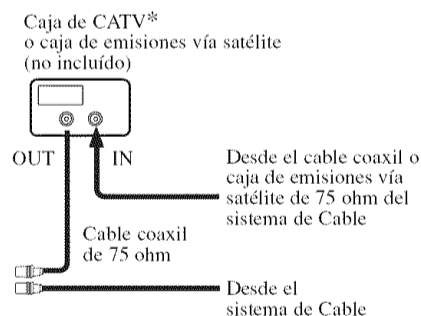 Caja de CATV*
o caja de emisiones vía satélite
(no incluído)
OUT
IN
Desde el cable coaxil o
caja de emisiones vía
satélite de 75 ohm del
sistema de Cable
Cable coaxil
de 75 ohm
Desde el
sistema de Cable